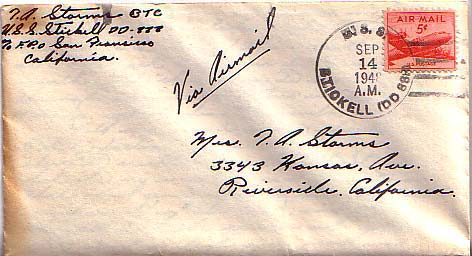 T.A. Storms BTC
U.S.S. Stickell DD-888
℅ F.P.O San Francisco
California.
Via Airmail
U. S. S.
SEP
14
1948
A.M.
STICKELL (DD 888)
AIR MAIL
5¢
Mrs. T. A. Storms
3343 Kansas, Ave.
Riverside, California.